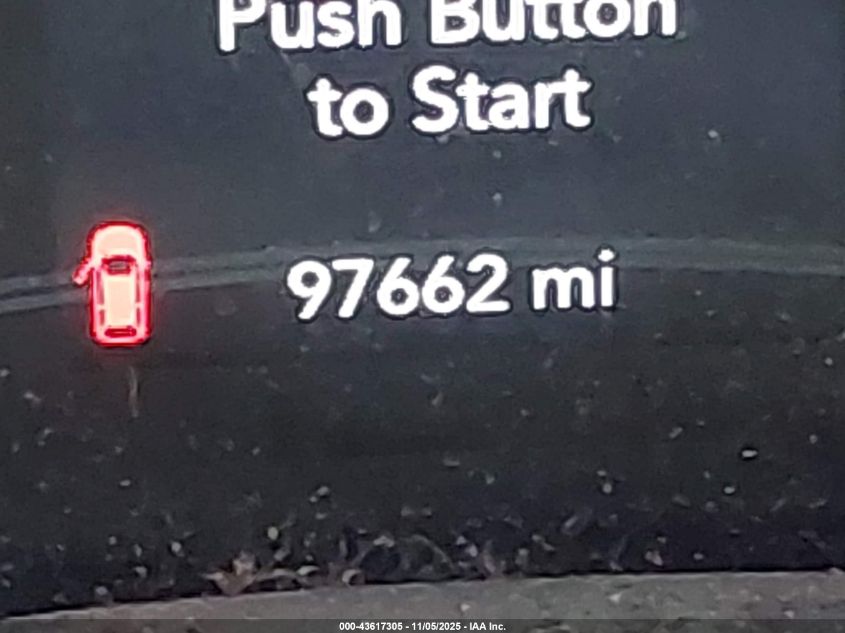 Push Button
to Start
97662 mi
000-43617305 - 11/05/2025 - IAA Inc.